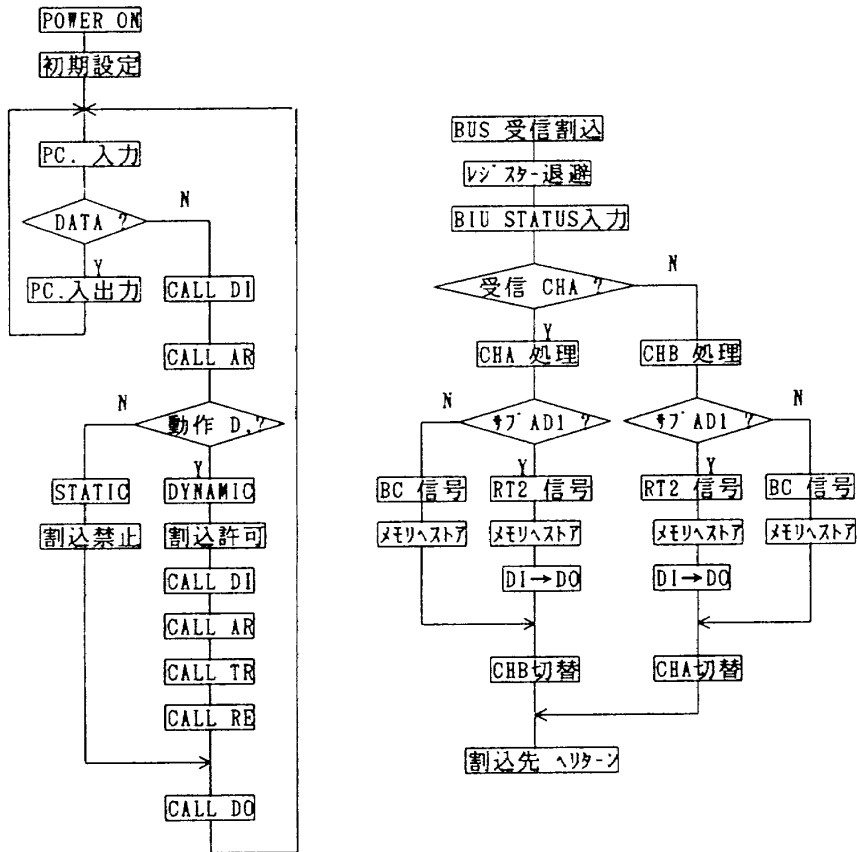 POWER ON
初期設定
PC. 入力
DATA ?
N
Y
PC.入出力
CALL DI
CALL AR
動作 D.?
N
Y
STATIC
割込禁止
DYNAMIC
割込許可
CALL DI
CALL AR
CALL TR
CALL RE
CALL DO
BUS 受信割込
レジスター退避
BIU STATUS入力
受信 CHA ?
N
Y
CHA 処理
CHB 処理
サブAD1 ?
N
Y
サブAD1 ?
N
Y
BC 信号
RT2 信号
RT2 信号
BC 信号
メモリヘストア
メモリヘストア
メモリヘストア
メモリヘストア
DI→DO
DI→DO
CHB切替
CHA切替
割込先 ヘリターン